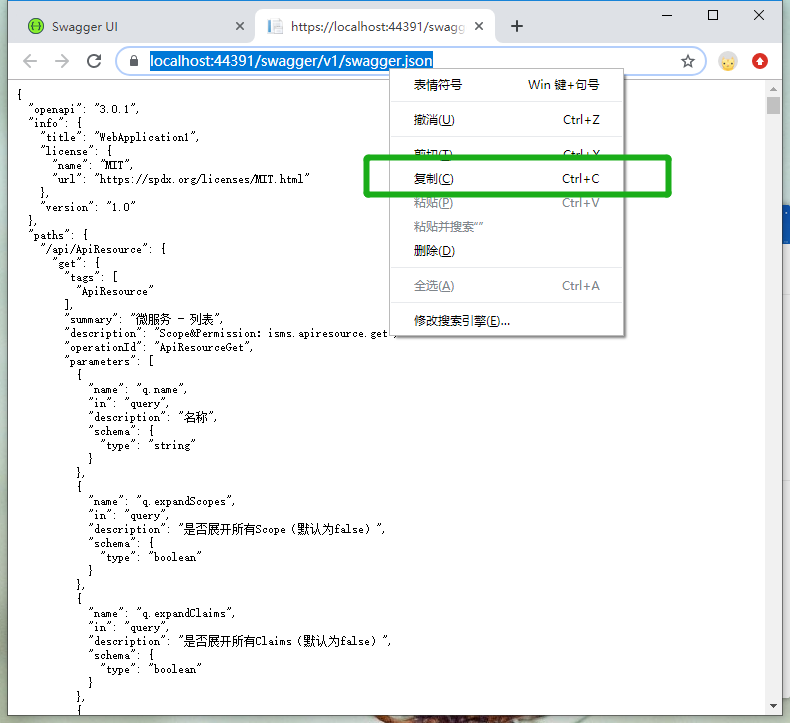 Swagger UI
https://localhost:44391/swagg
localhost:44391/swagger/v1/swagger.json
表情符号 Win 键+句号
撤消(U) Ctrl+Z
剪切(T) Ctrl+X
复制(C) Ctrl+C
粘贴(P) Ctrl+V
粘贴并搜索“”
删除(D)
全选(A) Ctrl+A
修改搜索引擎(E)...
{
"openapi": "3.0.1",
"info": {
"title": "WebApplication1",
"license": {
"name": "MIT",
"url": "https://spdx.org/licenses/MIT.html"
},
"version": "1.0"
},
"paths": {
"/api/ApiResource": {
"get": {
"tags": [
"ApiResource"
],
"summary": "微服务 - 列表",
"description": "Scope&Permission：isms.apiresource.get",
"operationId": "ApiResourceGet",
"parameters": [
{
"name": "q.name",
"in": "query",
"description": "名称",
"schema": {
"type": "string"
}
},
{
"name": "q.expandScopes",
"in": "query",
"description": "是否展开所有Scope（默认为false）",
"schema": {
"type": "boolean"
}
},
{
"name": "q.expandClaims",
"in": "query",
"description": "是否展开所有Claims（默认为false）",
"schema": {
"type": "boolean"
}
},
{